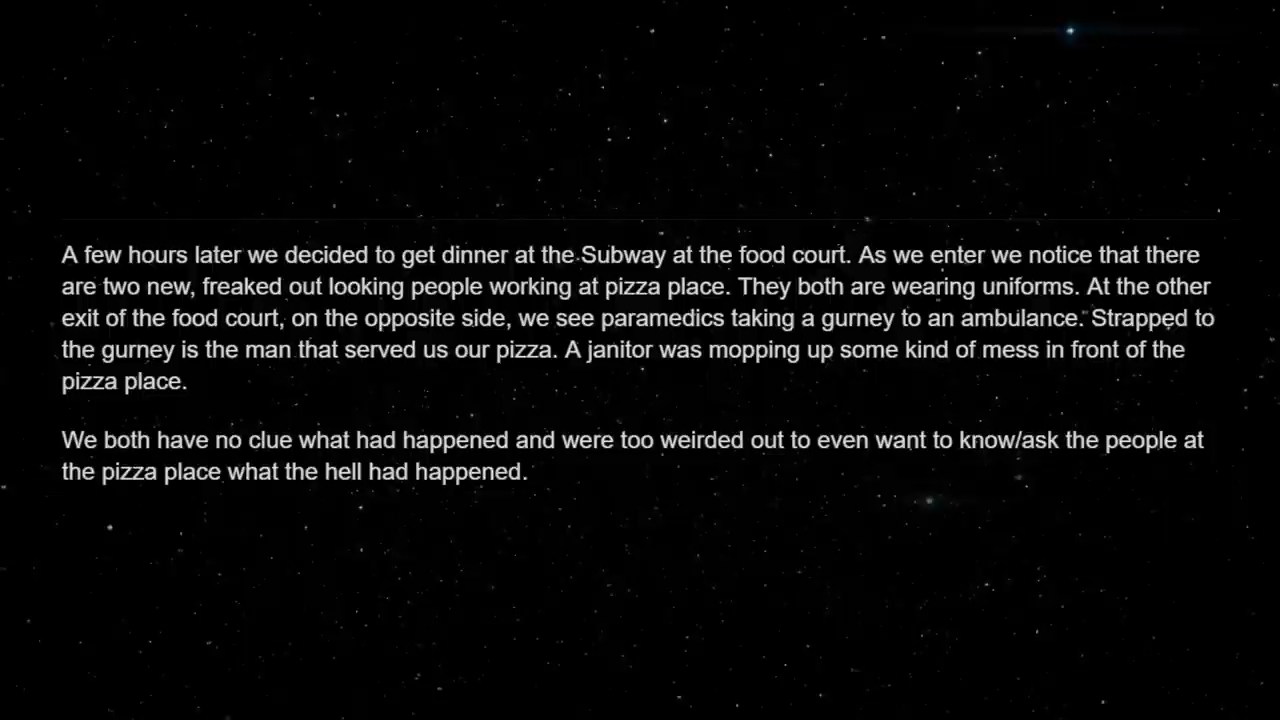 A few hours later we decided to get dinner at the Subway at the food court. As we enter we notice that there
are two new, freaked out looking people working at pizza place. They both are wearing uniforms. At the other
exit of the food court, on the opposite side, we see paramedics taking a gurney to an ambulance. Strapped to
the gurney is the man that served us our pizza. A janitor was mopping up some kind of mess in front of the
pizza place.
We both have no clue what had happened and were too weirded out to even want to know/ask the people at
the pizza place what the hell had happened.